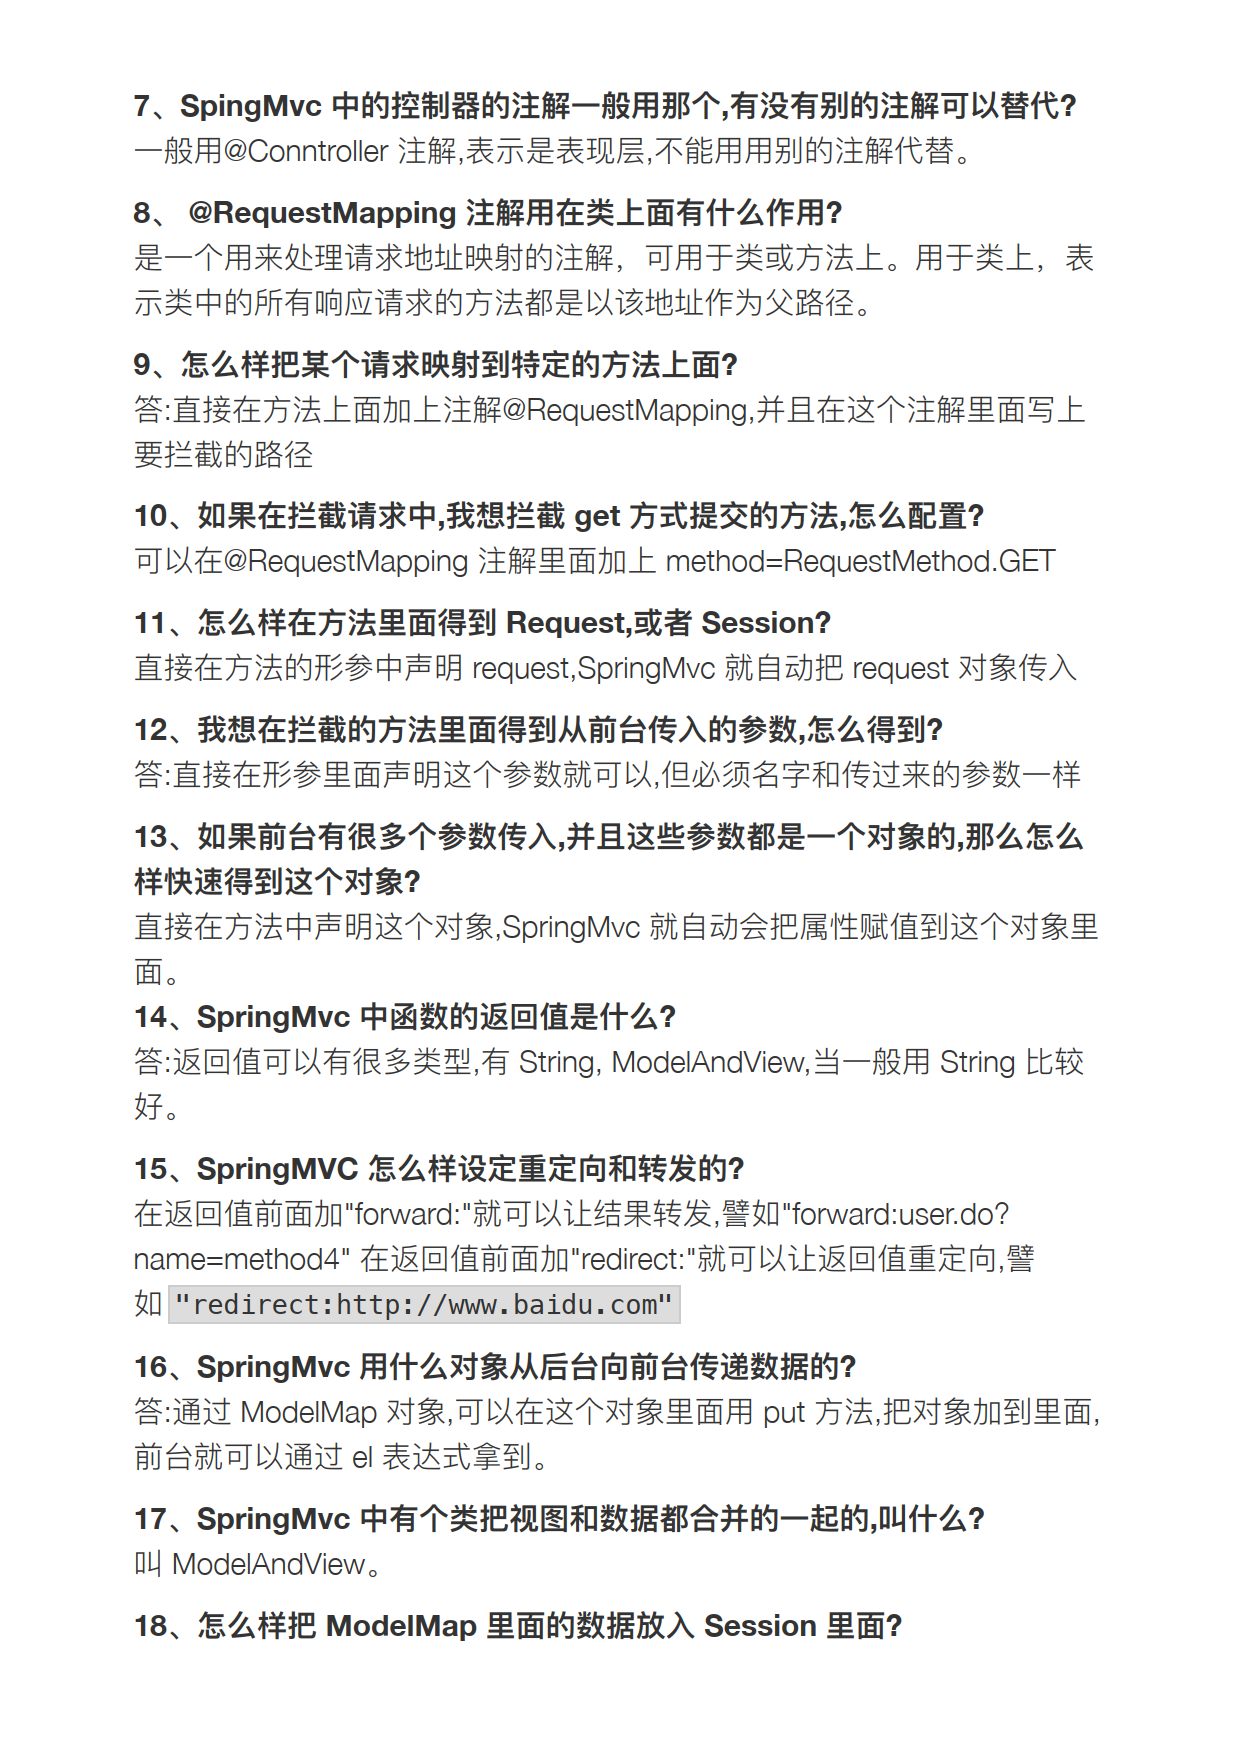 7、SpingMvc 中的控制器的注解一般用那个,有没有别的注解可以替代?
一般用@Conntroller 注解,表示是表现层,不能用用别的注解代替。
8、 @RequestMapping 注解用在类上面有什么作用?
是一个用来处理请求地址映射的注解，可用于类或方法上。用于类上，表
示类中的所有响应请求的方法都是以该地址作为父路径。
9、怎么样把某个请求映射到特定的方法上面?
答:直接在方法上面加上注解@RequestMapping,并且在这个注解里面写上
要拦截的路径
10、如果在拦截请求中,我想拦截 get 方式提交的方法,怎么配置?
可以在@RequestMapping 注解里面加上 method=RequestMethod.GET
11、怎么样在方法里面得到 Request,或者 Session?
直接在方法的形参中声明 request,SpringMvc 就自动把 request 对象传入
12、我想在拦截的方法里面得到从前台传入的参数,怎么得到?
答:直接在形参里面声明这个参数就可以,但必须名字和传过来的参数一样
13、如果前台有很多个参数传入,并且这些参数都是一个对象的,那么怎么
样快速得到这个对象?
直接在方法中声明这个对象,SpringMvc 就自动会把属性赋值到这个对象里
面。
14、SpringMvc 中函数的返回值是什么?
答:返回值可以有很多类型,有 String, ModelAndView,当一般用 String 比较
好。
15、SpringMVC 怎么样设定重定向和转发的?
在返回值前面加"forward:"就可以让结果转发,譬如"forward:user.do?
name=method4" 在返回值前面加"redirect:"就可以让返回值重定向,譬
如 "redirect:http://www.baidu.com"
16、SpringMvc 用什么对象从后台向前台传递数据的?
答:通过 ModelMap 对象,可以在这个对象里面用 put 方法,把对象加到里面,
前台就可以通过 el 表达式拿到。
17、SpringMvc 中有个类把视图和数据都合并的一起的,叫什么?
叫 ModelAndView。
18、怎么样把 ModelMap 里面的数据放入 Session 里面?